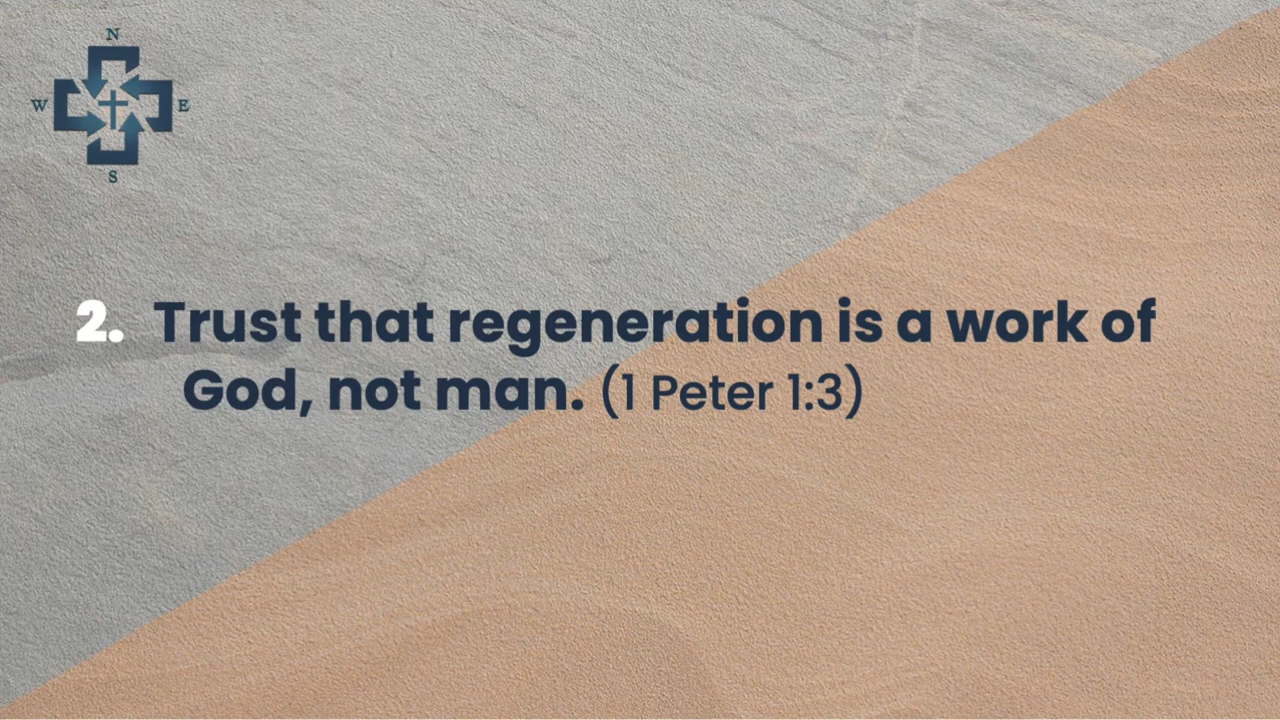 N
W E
S
2. Trust that regeneration is a work of
God, not man. (1 Peter 1:3)